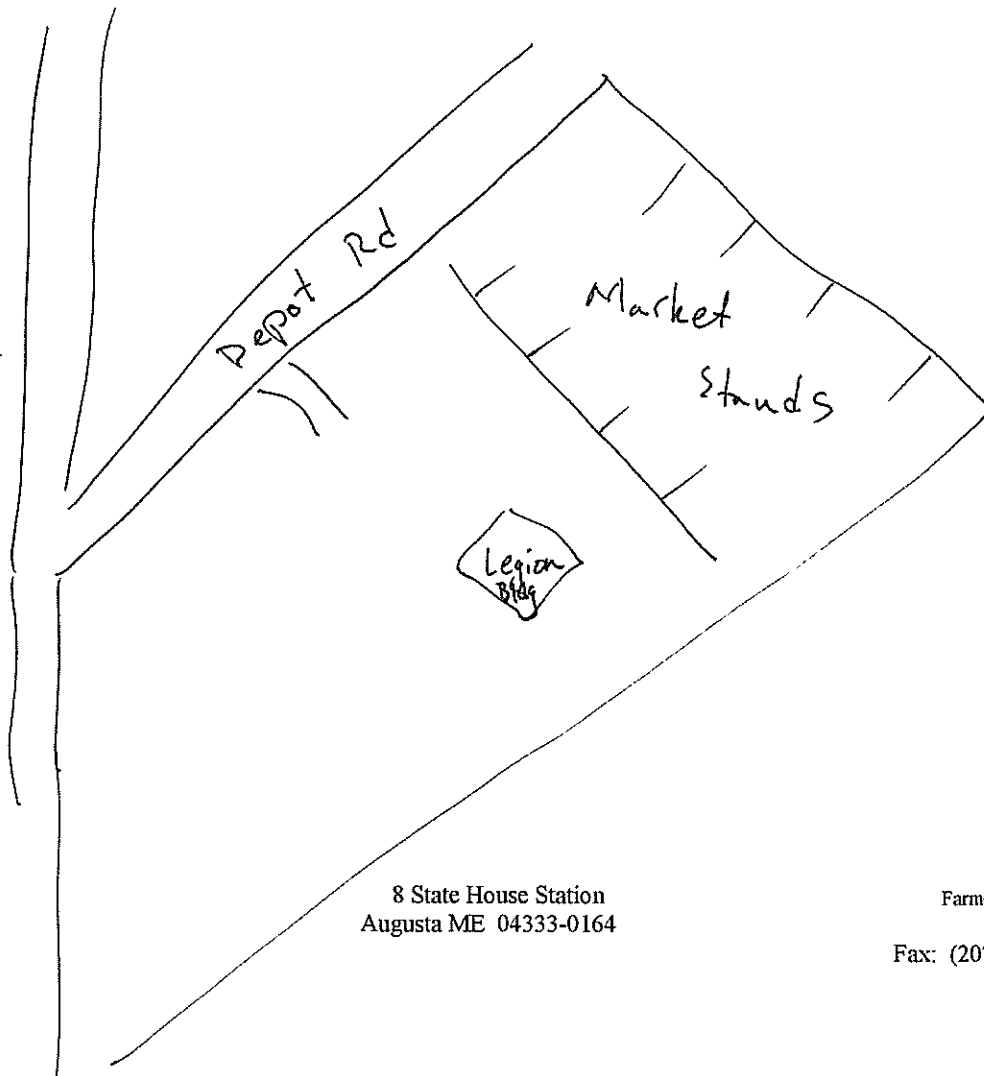 Depot Rd
Market
Stands
Legion
Bldg
8 State House Station
Augusta ME 04333-0164
Farm
Fax: (20